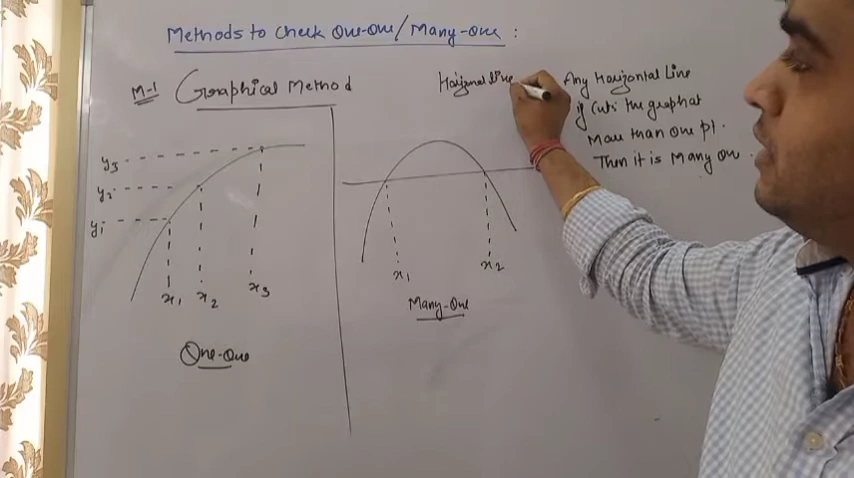 Methods to check One-One/Many-One :
M-1 Graphical Method
Horizonal line
Any Horizontal Line
if cuts the graph at
more than one pt.
Then it is Many one.
y3
y2
y1
x1 x2 x3
One-One
x1 x2
Many-One